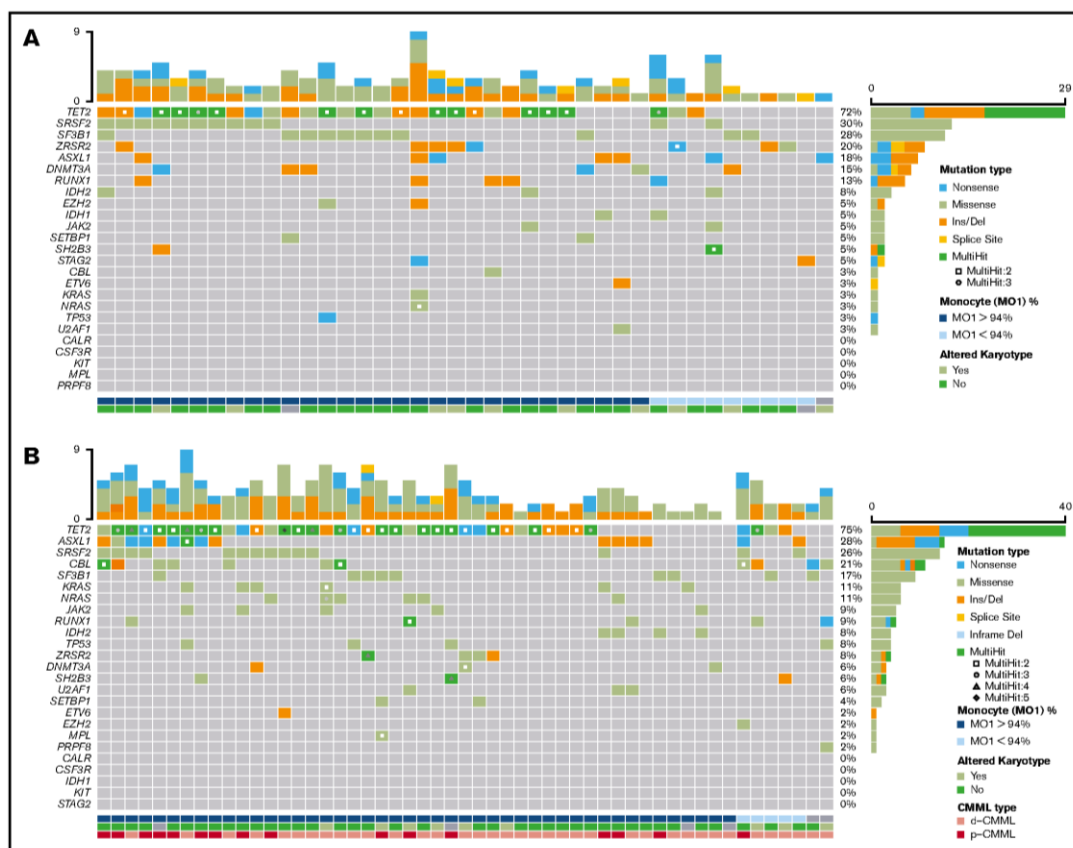 A
9
0
TET2 72%
SRSF2 30%
SF3B1 28%
ZRSR2 20%
ASXL1 18%
DNMT3A 15%
RUNX1 13%
IDH2 8%
EZH2 5%
IDH1 5%
JAK2 5%
SETBP1 5%
SH2B3 5%
STAG2 5%
CBL 3%
ETV6 3%
KRAS 3%
NRAS 3%
TP53 3%
U2AF1 3%
CALR 0%
CSF3R 0%
KIT 0%
MPL 0%
PRPF8 0%
0 29
Mutation type
Nonsense
Missense
Ins/Del
Splice Site
MultiHit
MultiHit:2
MultiHit:3
Monocyte (MO1) %
MO1 > 94%
MO1 < 94%
Altered Karyotype
Yes
No
B
9
0
TET2 75%
ASXL1 28%
SRSF2 26%
CBL 21%
SF3B1 17%
KRAS 11%
NRAS 11%
JAK2 9%
RUNX1 9%
IDH2 8%
TP53 8%
ZRSR2 8%
DNMT3A 6%
SH2B3 6%
U2AF1 6%
SETBP1 4%
ETV6 2%
EZH2 2%
MPL 2%
PRPF8 2%
CALR 0%
CSF3R 0%
IDH1 0%
KIT 0%
STAG2 0%
0 40
Mutation type
Nonsense
Missense
Ins/Del
Splice Site
Inframe Del
MultiHit
MultiHit:2
MultiHit:3
MultiHit:4
MultiHit:5
Monocyte (MO1) %
MO1 > 94%
MO1 < 94%
Altered Karyotype
Yes
No
CMML type
d-CMML
p-CMML